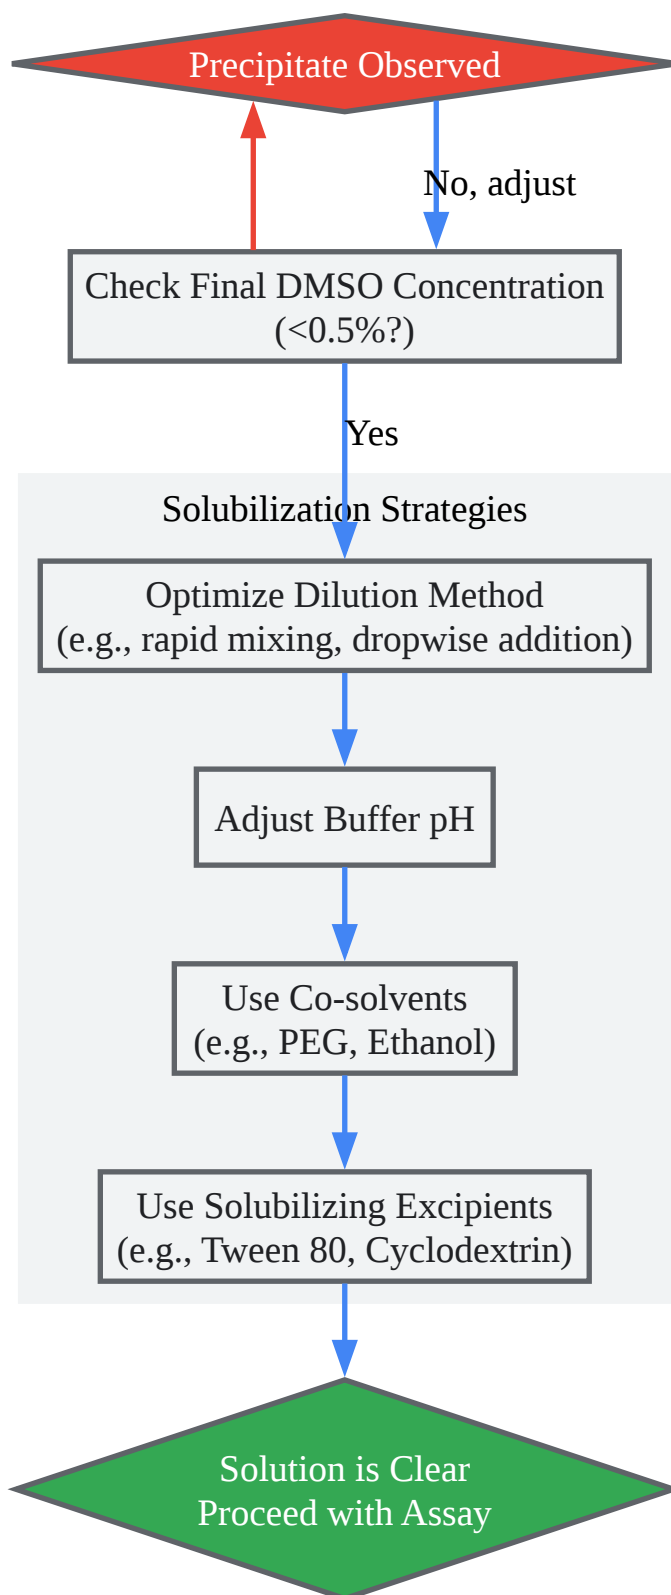 Precipitate Observed
No, adjust
Check Final DMSO Concentration
(<0.5%?)
Yes
Solubilization Strategies
Optimize Dilution Method
(e.g., rapid mixing, dropwise addition)
Adjust Buffer pH
Use Co-solvents
(e.g., PEG, Ethanol)
Use Solubilizing Excipients
(e.g., Tween 80, Cyclodextrin)
Solution is Clear
Proceed with Assay